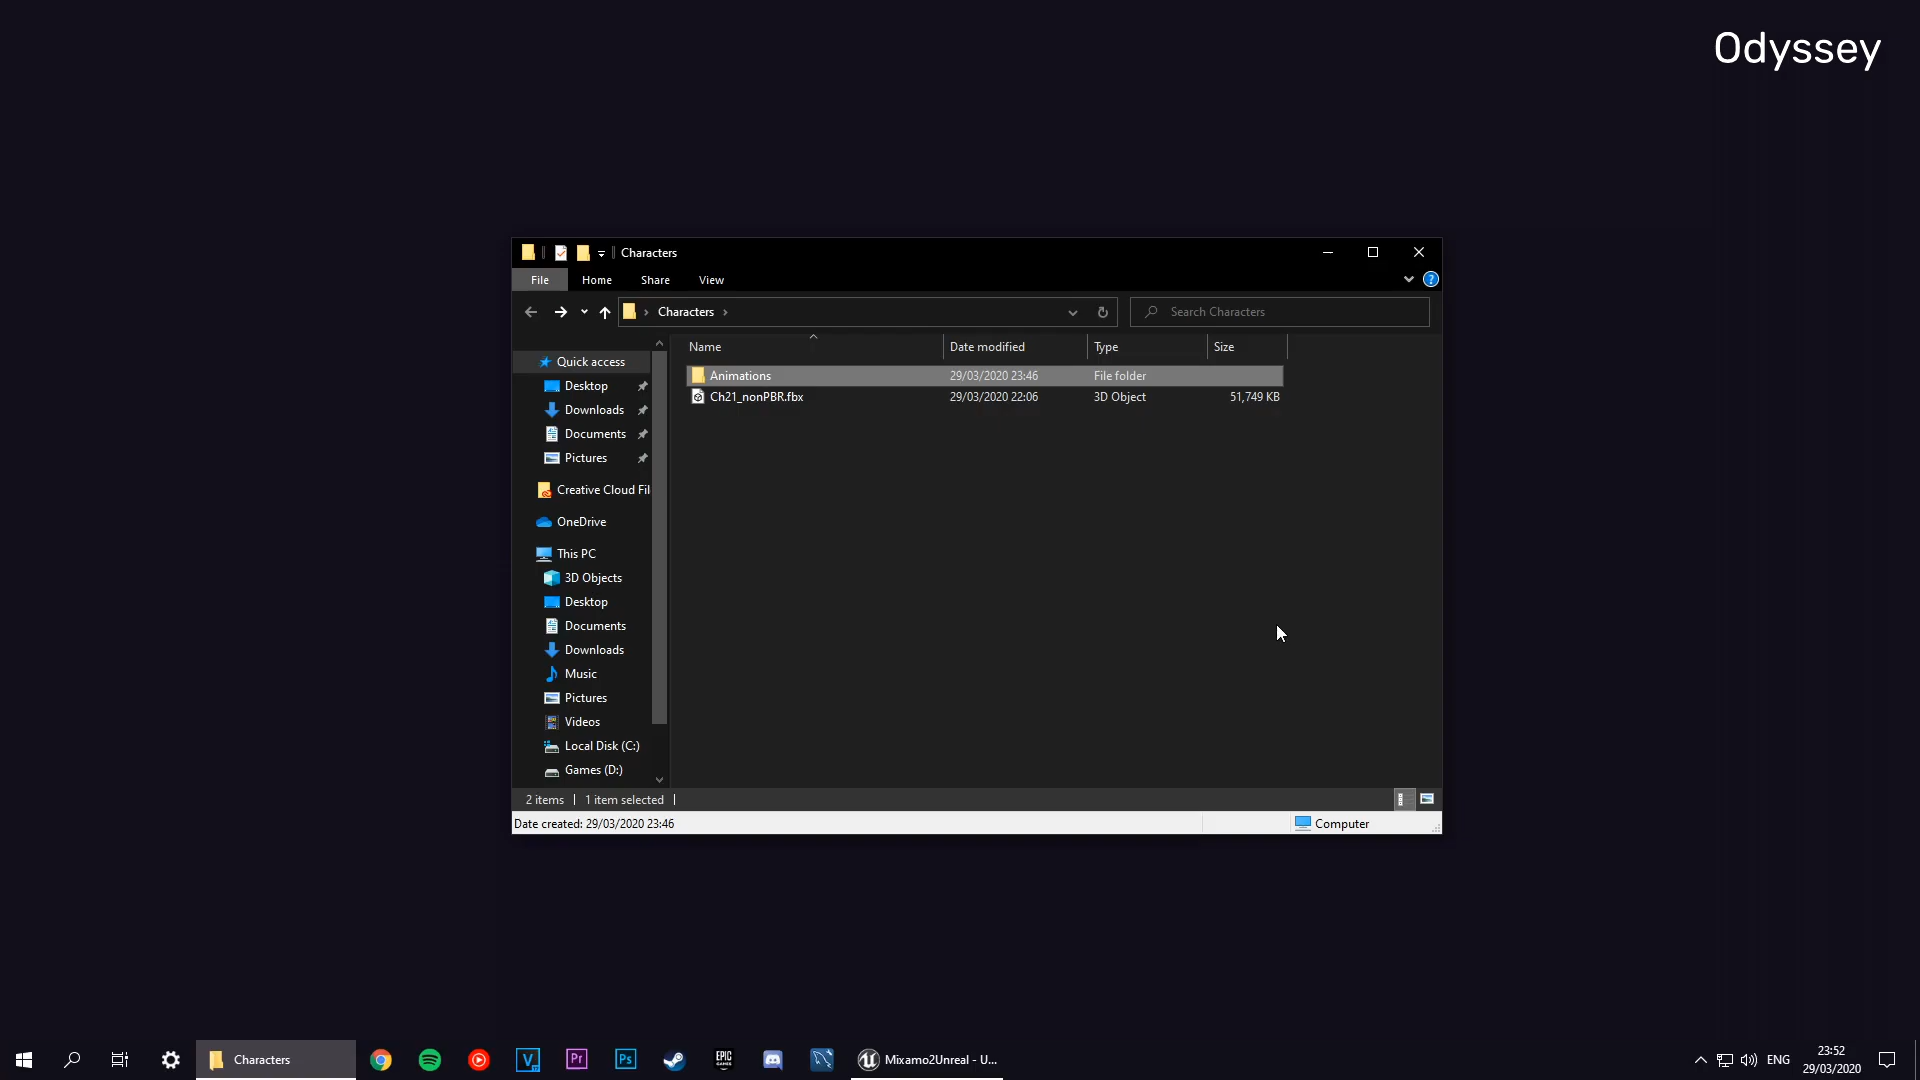 Odyssey
Characters
File Home Share View
Characters
Search Characters
Name Date modified Type Size
Quick access
Animations 29/03/2020 23:46 File folder
Desktop
Ch21_nonPBR.fbx 29/03/2020 22:06 3D Object 51,749 KB
Downloads
Documents
Pictures
Creative Cloud Fil
OneDrive
This PC
3D Objects
Desktop
Documents
Downloads
Music
Pictures
Videos
Local Disk (C:)
Games (D:)
2 items 1 item selected
Date created: 29/03/2020 23:46 Computer
Characters
V
Pr
Ps
EPIC
GAMES
Mixamo2Unreal - U...
ENG
23:52
29/03/2020